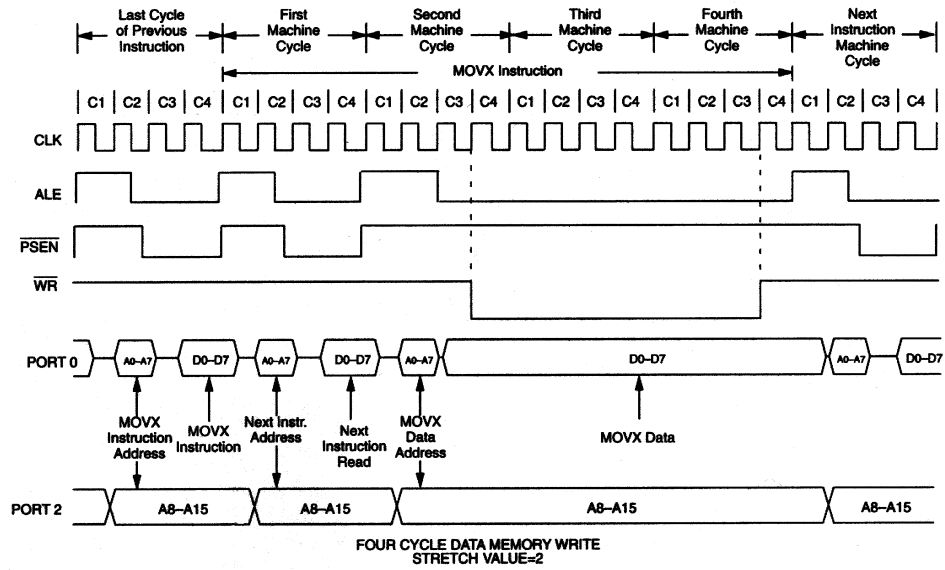 Last Cycle of Previous Instruction
First Machine Cycle
Second Machine Cycle
Third Machine Cycle
Fourth Machine Cycle
Next Instruction Machine Cycle
MOVX Instruction
C1 C2 C3 C4 C1 C2 C3 C4 C1 C2 C3 C4 C1 C2 C3 C4 C1 C2 C3 C4 C1 C2 C3 C4
CLK
ALE
PSEN
WR
PORT 0
A0–A7 D0–D7 A0–A7 D0–D7 A0–A7 D0–D7 A0–A7 D0–D7
MOVX Instruction Address
MOVX Instruction
Next Instr. Address
Next Instruction Read
MOVX Data Address
MOVX Data
PORT 2
A8–A15 A8–A15 A8–A15 A8–A15
FOUR CYCLE DATA MEMORY WRITE
STRETCH VALUE=2